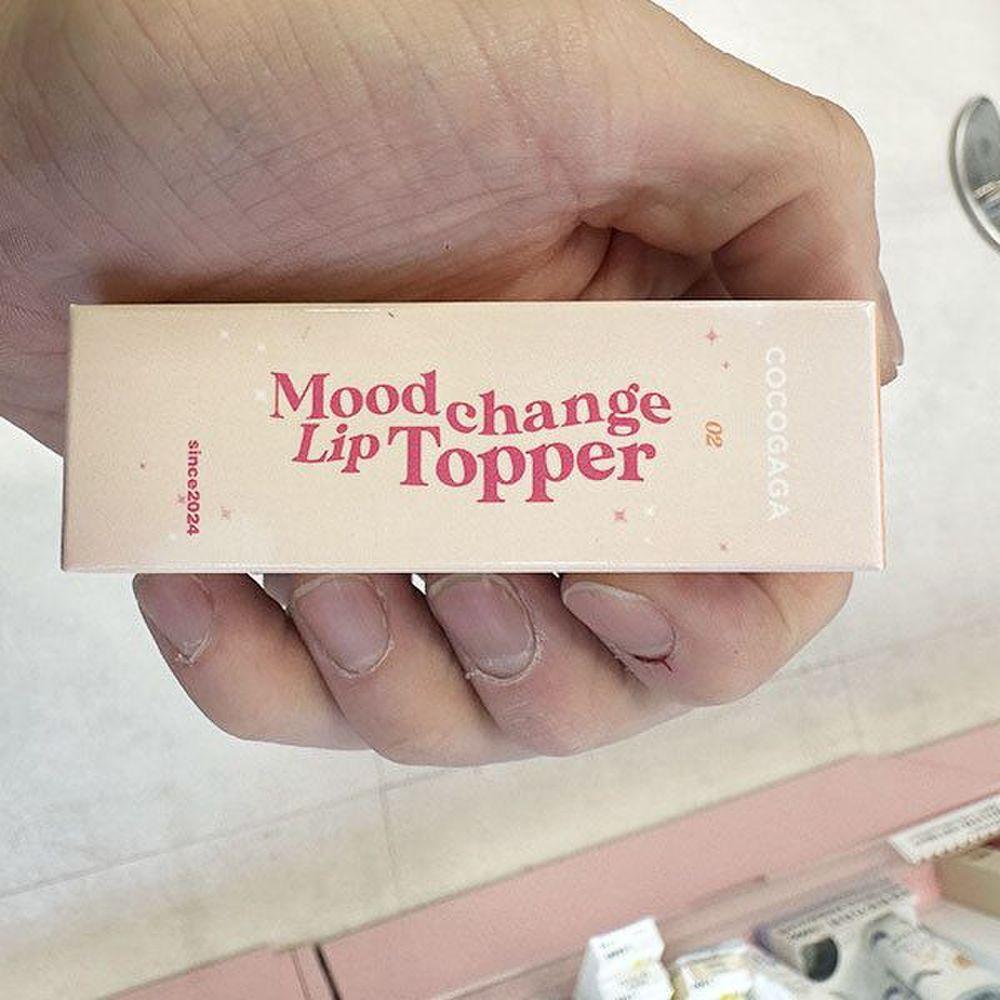 Mood change
Lip Topper
since2024
02
COCOGAGA